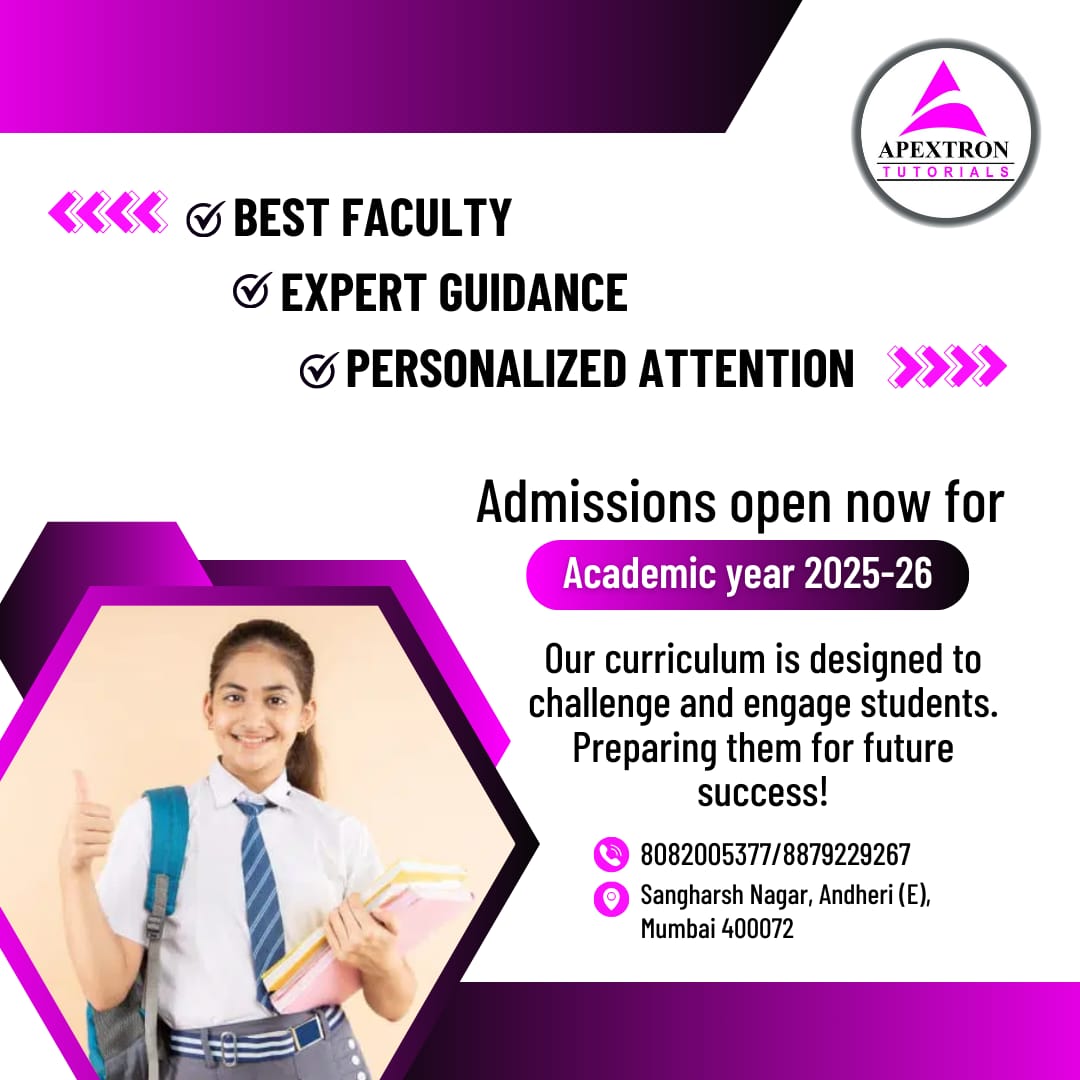 APEXTRON
TUTORIALS
BEST FACULTY
EXPERT GUIDANCE
PERSONALIZED ATTENTION
Admissions open now for
Academic year 2025-26
Our curriculum is designed to
challenge and engage students.
Preparing them for future
success!
8082005377/8879229267
Sangharsh Nagar, Andheri (E),
Mumbai 400072